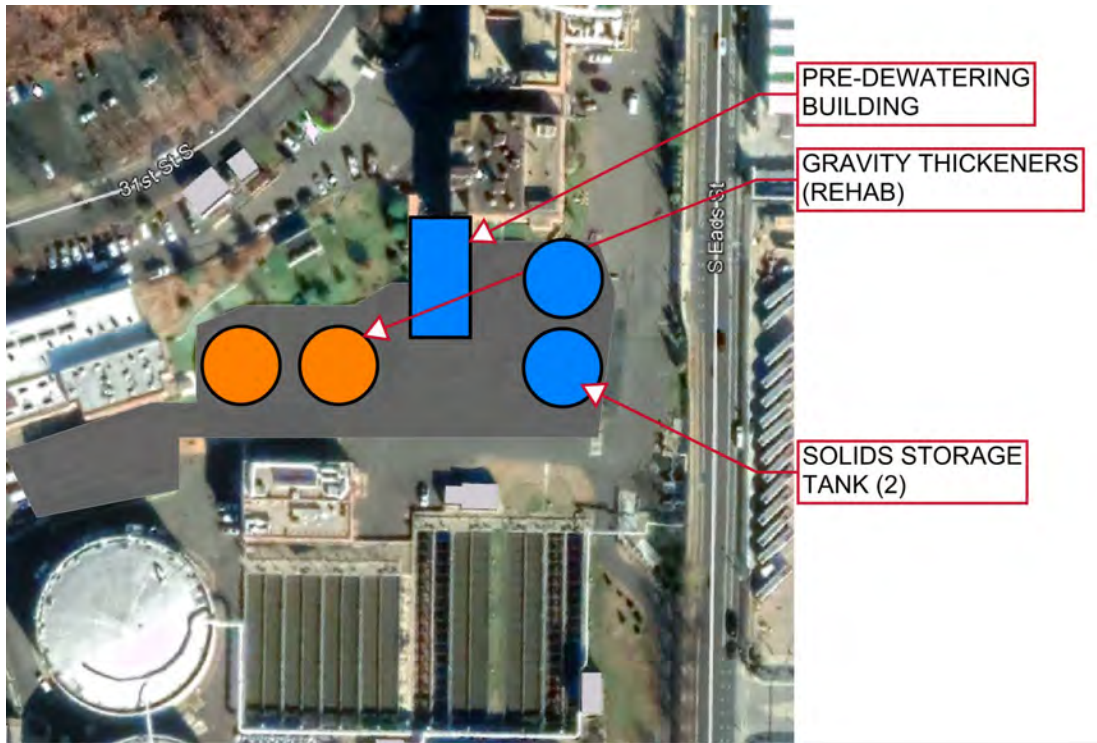 PRE-DEWATERING
BUILDING
GRAVITY THICKENERS
(REHAB)
31st St S
S Eads St
SOLIDS STORAGE
TANK (2)